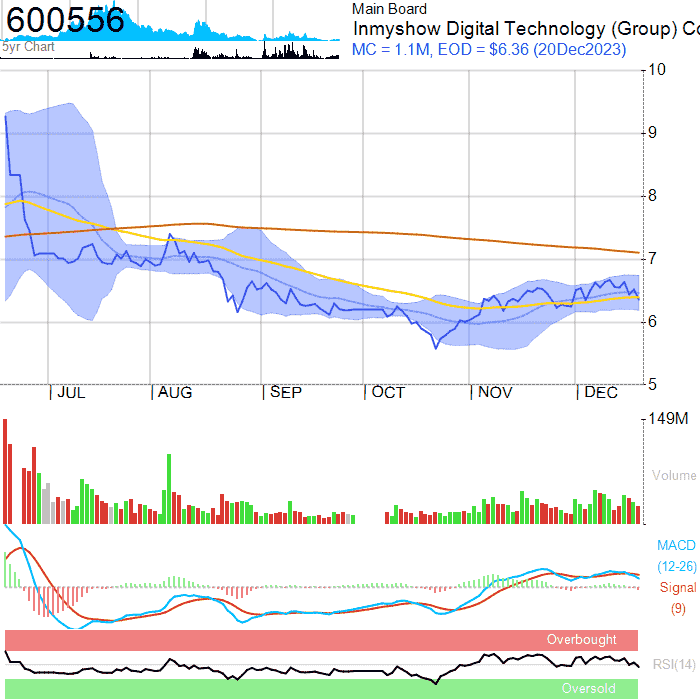 600556
5yr Chart
Main Board
Inmyshow Digital Technology (Group) Co
MC = 1.1M, EOD = $6.36 (20Dec2023)
10
9
8
7
6
5
JUL AUG SEP OCT NOV DEC
149M
Volume
MACD
(12-26)
Signal
(9)
Overbought
RSI(14)
Oversold